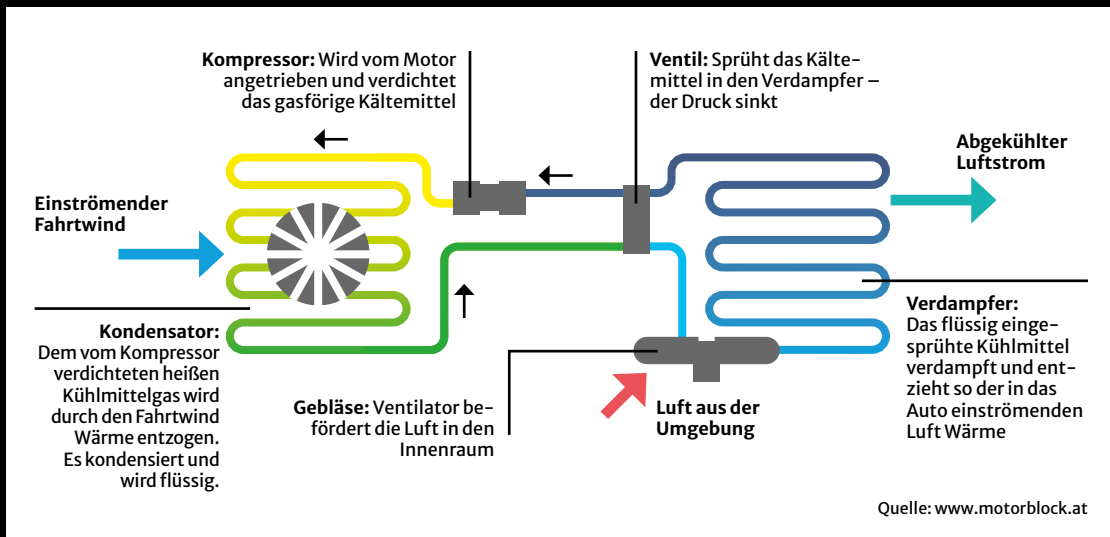 Kompressor: Wird vom Motor
angetrieben und verdichtet
das gasförige Kältemittel
Ventil: Sprüht das Kälte-
mittel in den Verdampfer –
der Druck sinkt
Abgekühlter
Luftstrom
Einströmender
Fahrtwind
Kondensator:
Dem vom Kompressor
verdichteten heißen
Kühlmittelgas wird
durch den Fahrtwind
Wärme entzogen.
Es kondensiert und
wird flüssig.
Gebläse: Ventilator be-
fördert die Luft in den
Innenraum
Luft aus der
Umgebung
Verdampfer:
Das flüssig einge-
sprühte Kühlmittel
verdampft und ent-
zieht so der in das
Auto einströmenden
Luft Wärme
Quelle: www.motorblock.at